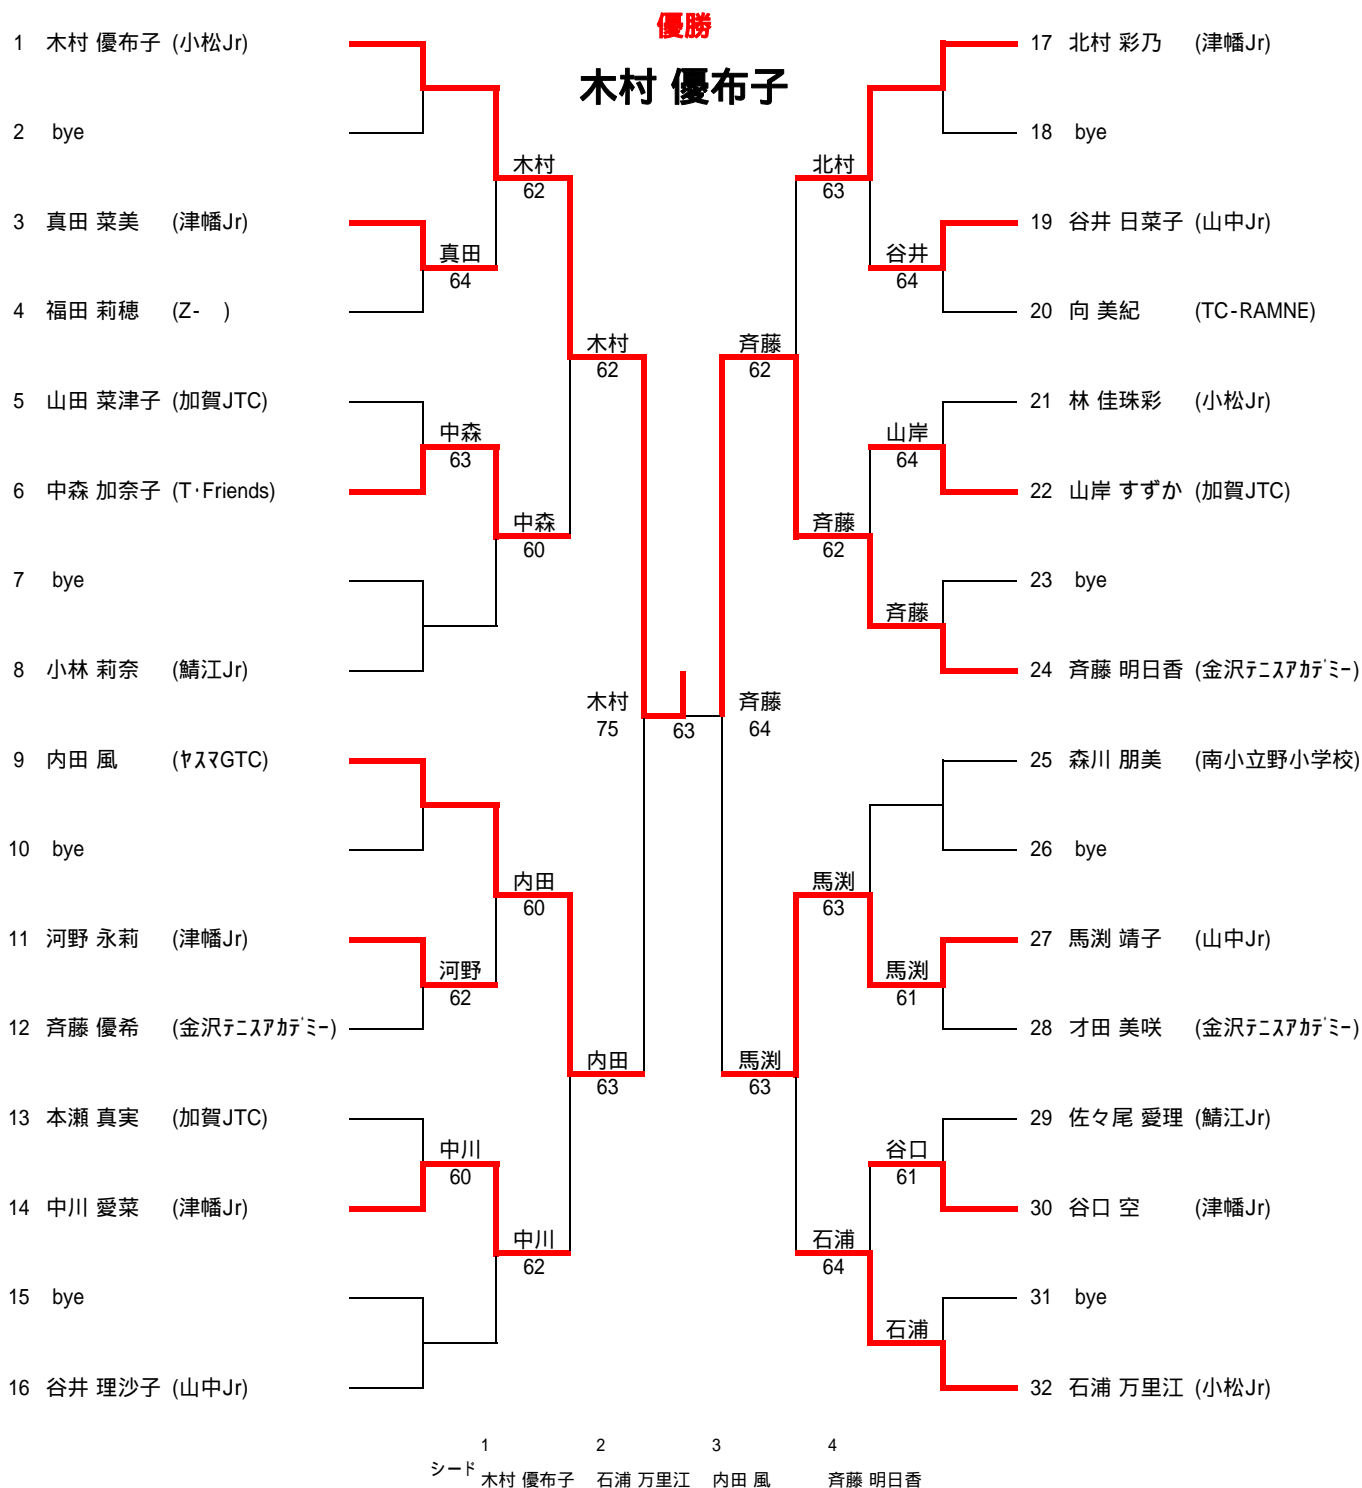 優勝
木村 優布子
1 木村 優布子 (小松Jr)
2 bye
木村
62
3 真田 菜美 (津幡Jr)
真田
64
4 福田 莉穂 (Z- )
木村
62
5 山田 菜津子 (加賀JTC)
中森
63
6 中森 加奈子 (T・Friends)
中森
60
7 bye
8 小林 莉奈 (鯖江Jr)
木村
75
9 内田 風 (ﾔｽﾏGTC)
10 bye
内田
60
11 河野 永莉 (津幡Jr)
河野
62
12 斉藤 優希 (金沢ﾃﾆｽｱｶﾃﾞﾐｰ)
内田
63
13 本瀬 真実 (加賀JTC)
中川
60
14 中川 愛菜 (津幡Jr)
中川
62
15 bye
16 谷井 理沙子 (山中Jr)
63
17 北村 彩乃 (津幡Jr)
18 bye
北村
63
19 谷井 日菜子 (山中Jr)
谷井
64
20 向 美紀 (TC-RAMNE)
斉藤
62
21 林 佳珠彩 (小松Jr)
山岸
64
22 山岸 すずか (加賀JTC)
斉藤
62
23 bye
斉藤
24 斉藤 明日香 (金沢ﾃﾆｽｱｶﾃﾞﾐｰ)
斉藤
64
25 森川 朋美 (南小立野小学校)
26 bye
馬渕
63
27 馬渕 靖子 (山中Jr)
馬渕
61
28 才田 美咲 (金沢ﾃﾆｽｱｶﾃﾞﾐｰ)
馬渕
63
29 佐々尾 愛理 (鯖江Jr)
谷口
61
30 谷口 空 (津幡Jr)
石浦
64
31 bye
石浦
32 石浦 万里江 (小松Jr)
1 2 3 4
シード 木村 優布子 石浦 万里江 内田 風 斉藤 明日香